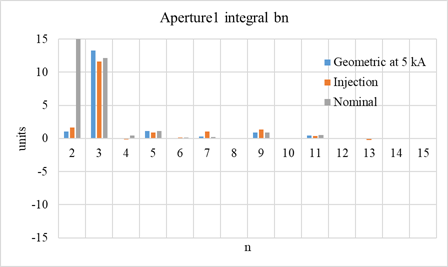 Aperture1 integral bn
15
10
5
0
-5
-10
-15
units
Geometric at 5 kA
Injection
Nominal
2 3 4 5 6 7 8 9 10 11 12 13 14 15
n